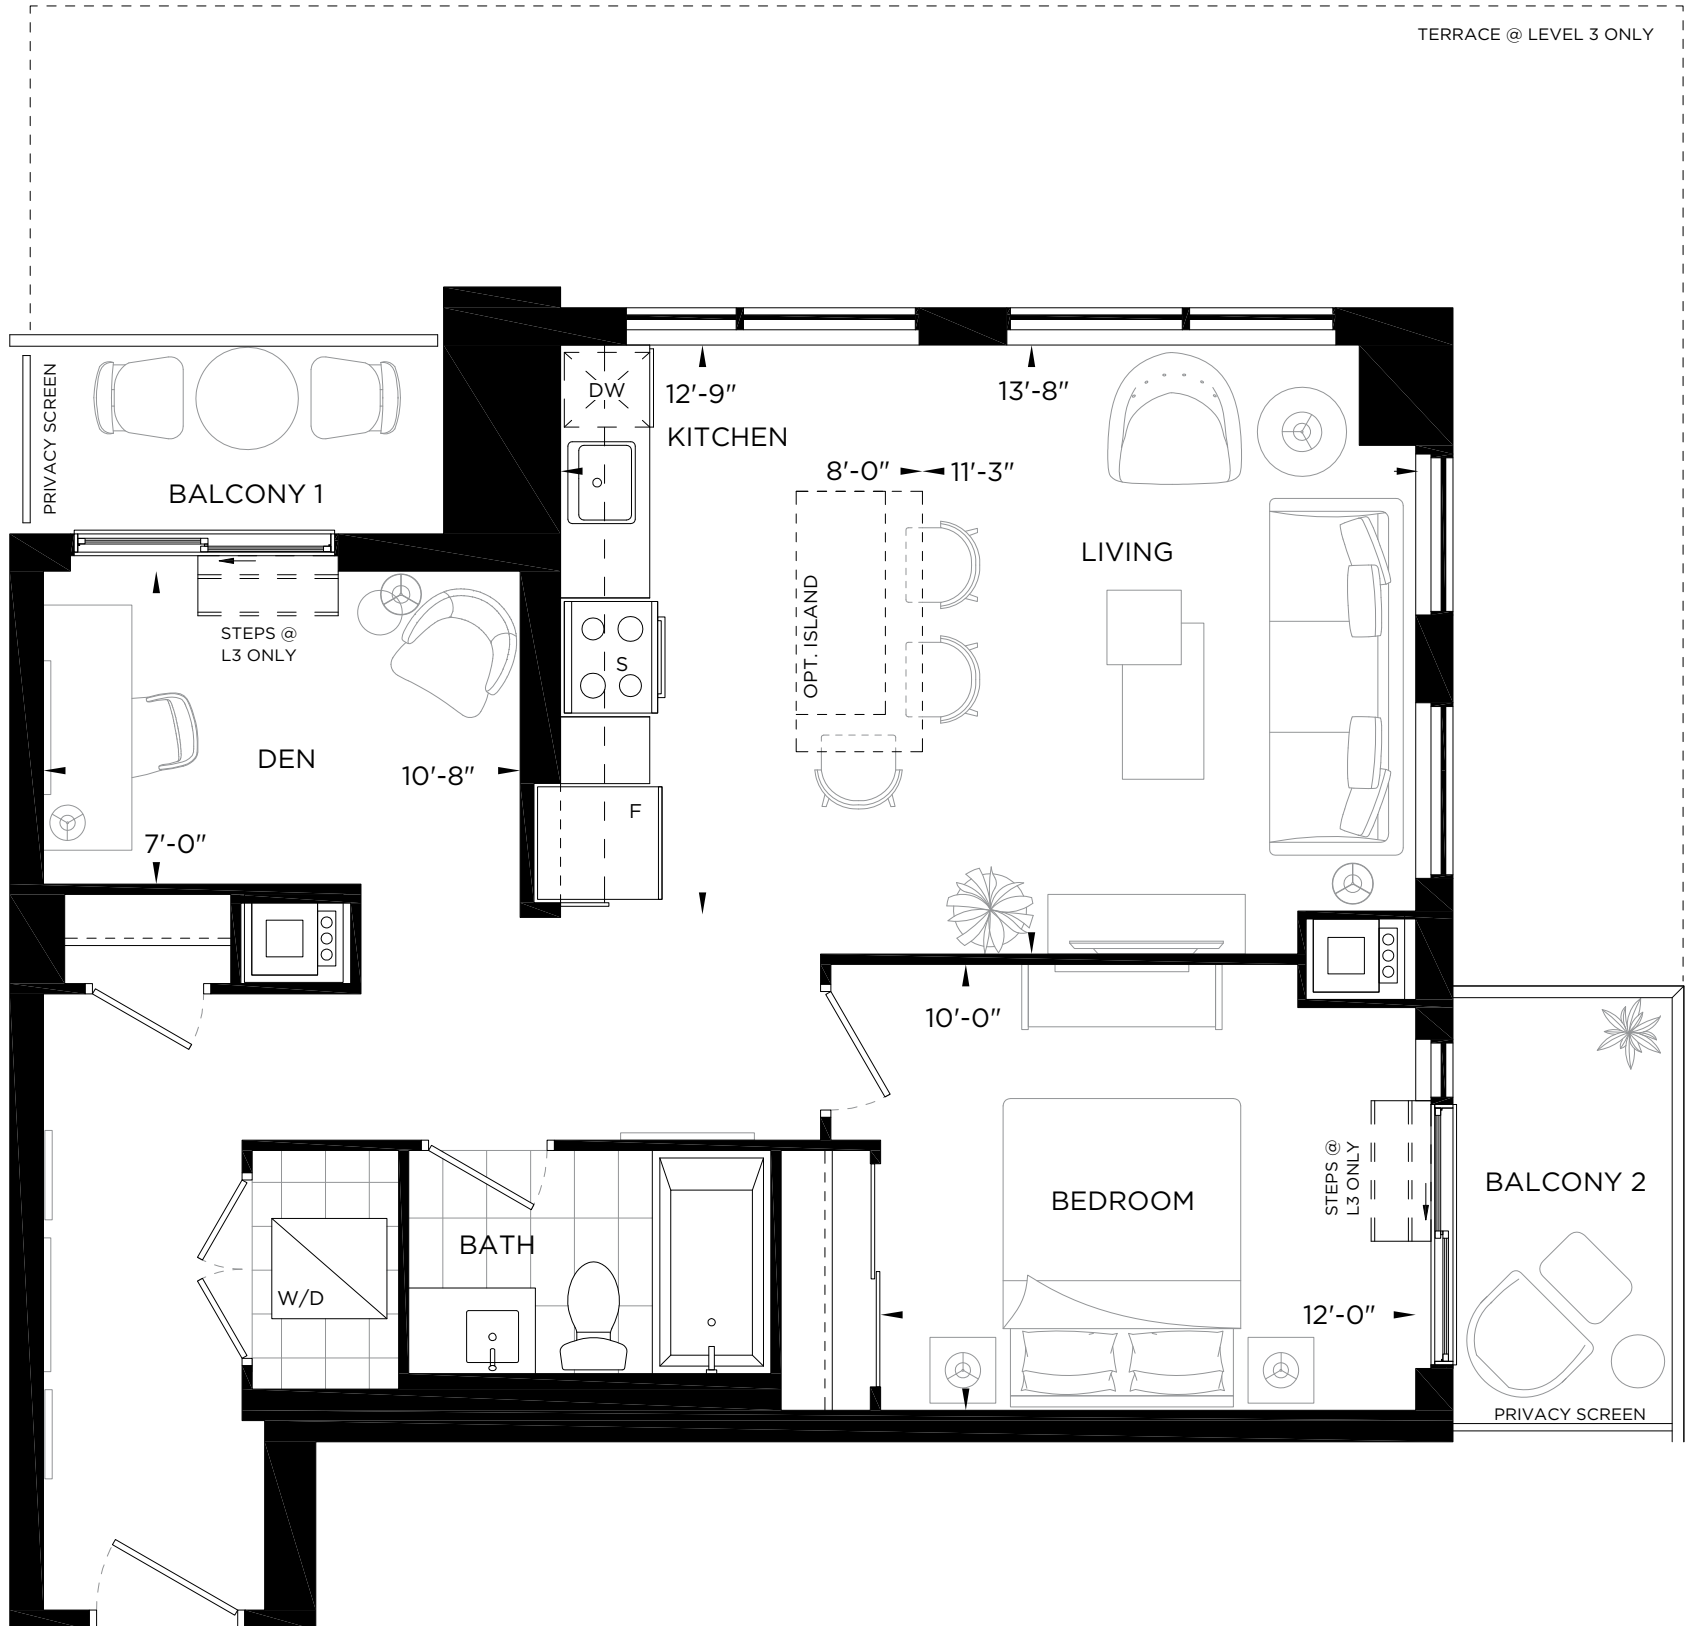 TERRACE @ LEVEL 3 ONLY
PRIVACY SCREEN
BALCONY 1
DW
12'-9"
KITCHEN
13'-8"
8'-0"
11'-3"
LIVING
OPT. ISLAND
STEPS @
L3 ONLY
S
DEN
10'-8"
F
7'-0"
10'-0"
STEPS @
L3 ONLY
BALCONY 2
BEDROOM
BATH
W/D
12'-0"
PRIVACY SCREEN